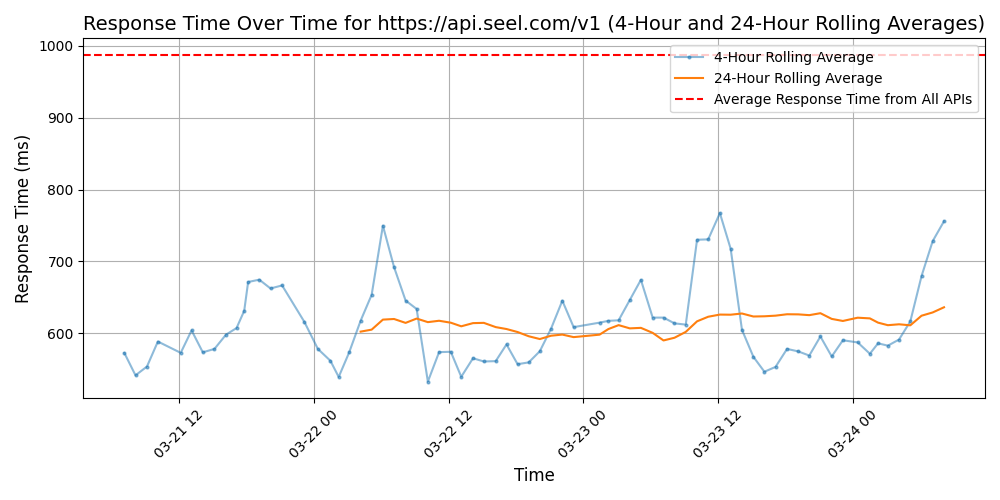 Response Time Over Time for https://api.seel.com/v1 (4-Hour and 24-Hour Rolling Averages)
4-Hour Rolling Average
24-Hour Rolling Average
Average Response Time from All APIs
Response Time (ms)
1000
900
800
700
600
03-21 12
03-22 00
03-22 12
03-23 00
03-23 12
03-24 00
Time